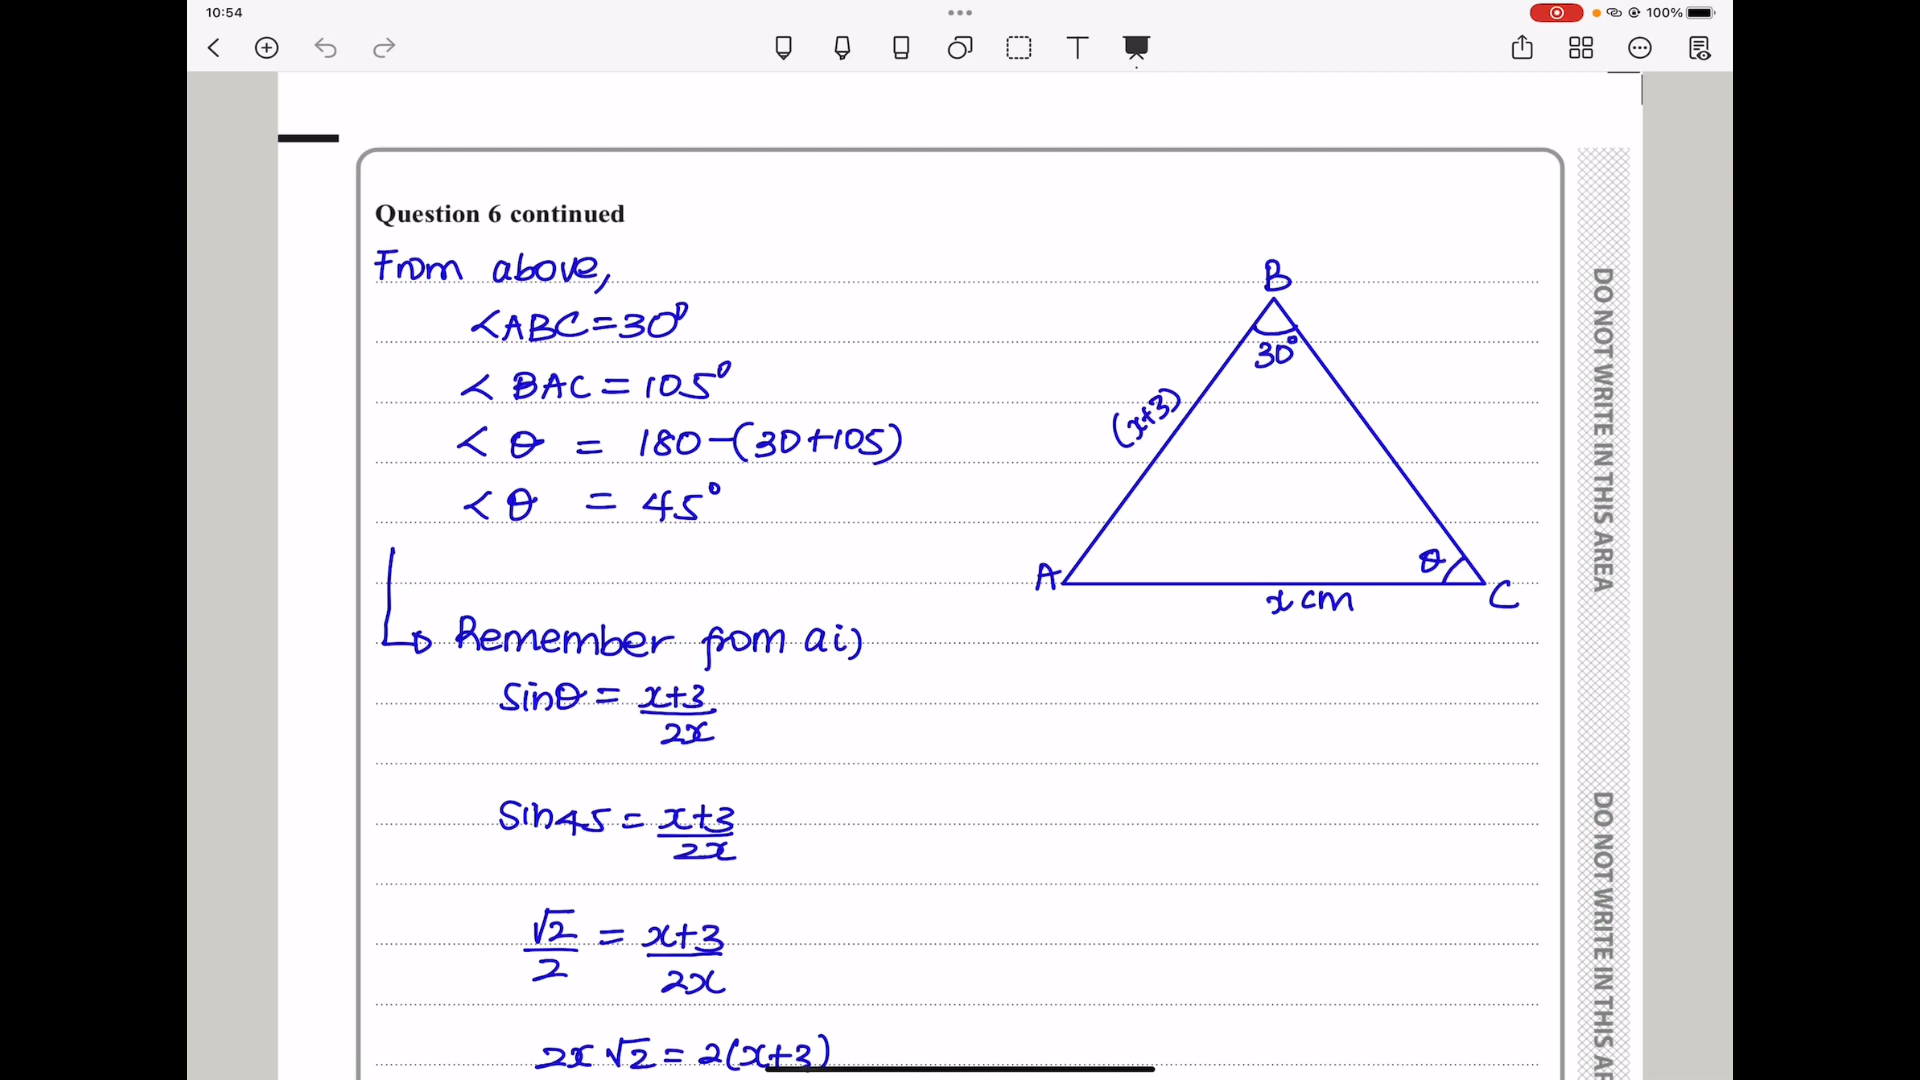 10:54
100%
Question 6 continued
From above,
<ABC=30°
< BAC = 105°
< θ = 180-(30+105)
< θ = 45°
Remember from ai)
Sinθ = x+3
2x
Sin45 = x+3
2x
√2 = x+3
2 2x
2x √2 = 2(x+3)
B
30°
(x+3)
θ
A
x cm
C
DO NOT WRITE IN THIS AREA
DO NOT WRITE IN THIS AR